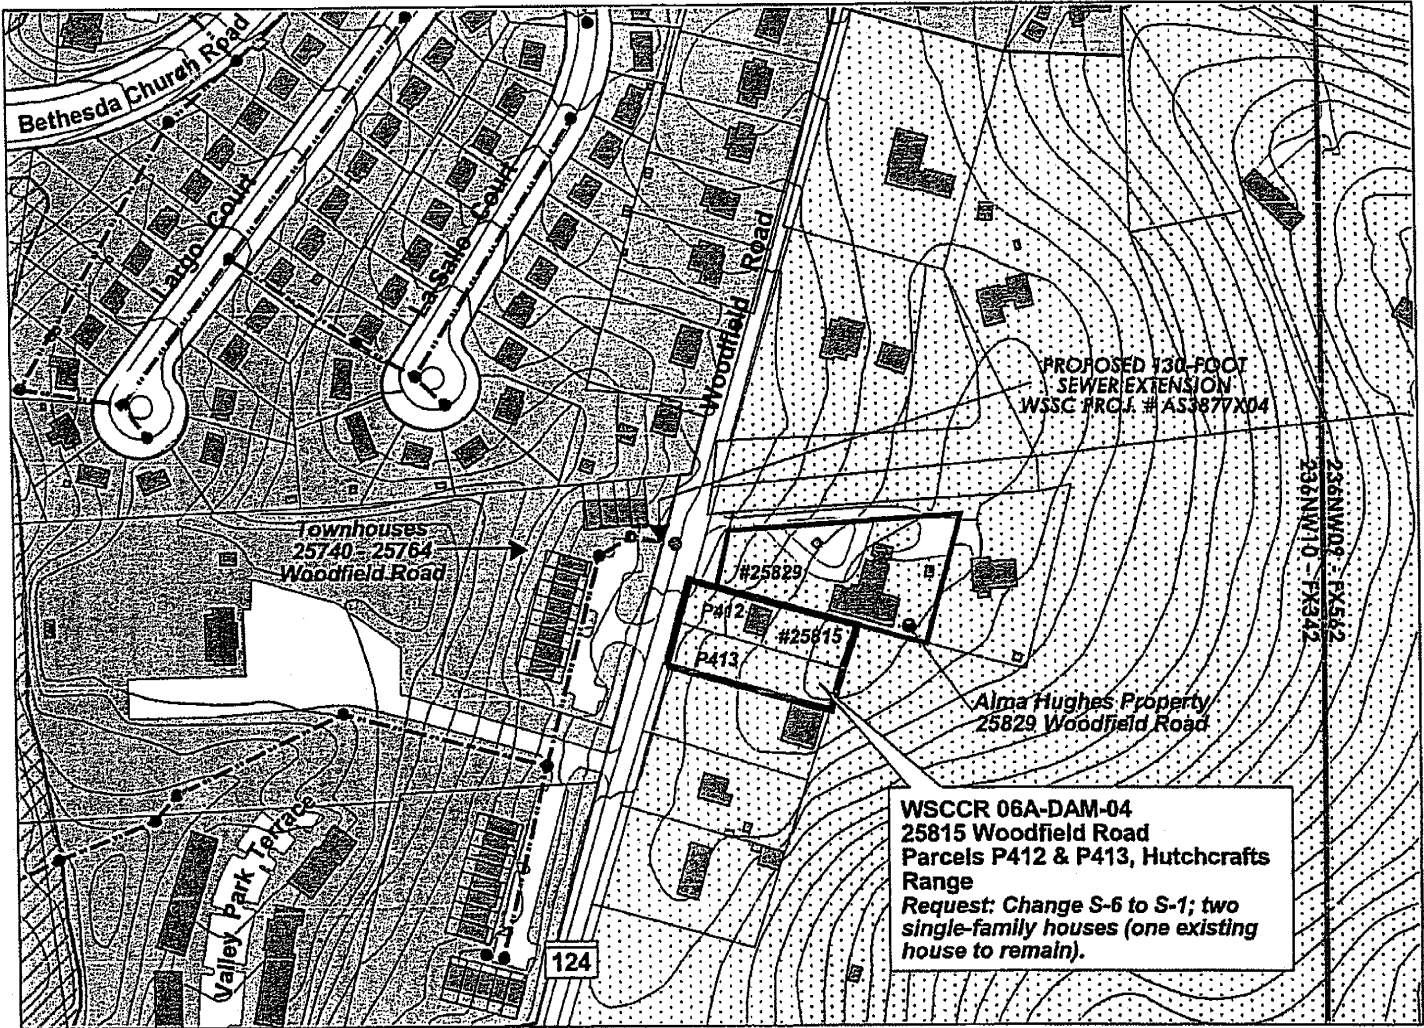 Bethesda Church Road
Largo Court
LaSalle Court
Woodfield Road
PROPOSED 130-FOOT
SEWER EXTENSION
WSSC PROJ. # AS3877X04
236NW09 - FX562
236NW10 - FX342
Townhouses
25740 - 25764
Woodfield Road
#25829
P412
#25815
P413
Alma Hughes Property
25829 Woodfield Road
WSCCR 06A-DAM-04
25815 Woodfield Road
Parcels P412 & P413, Hutchcrafts
Range
Request: Change S-6 to S-1; two
single-family houses (one existing
house to remain).
Valley Park Terrace
124